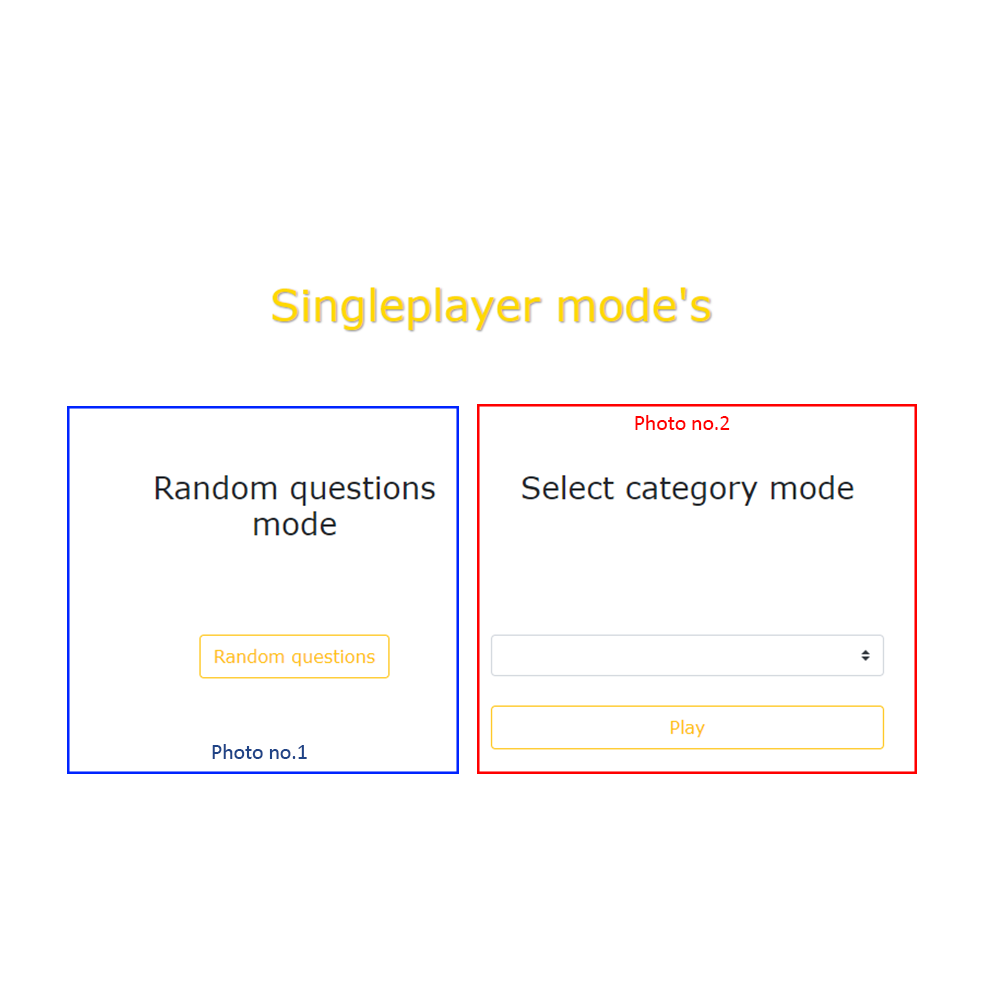 Singleplayer mode's
Random questions
mode
Random questions
Photo no.1
Photo no.2
Select category mode
Play